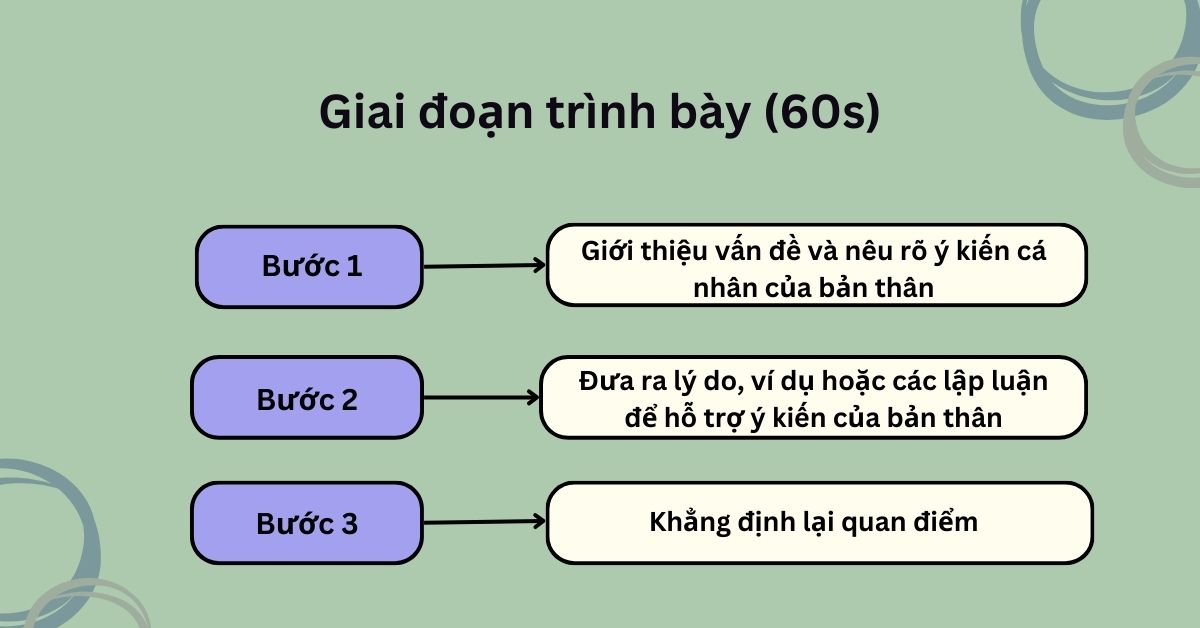 Giai đoạn trình bày (60s)
Bước 1
Giới thiệu vấn đề và nêu rõ ý kiến cá
nhân của bản thân
Bước 2
Đưa ra lý do, ví dụ hoặc các lập luận
để hỗ trợ ý kiến của bản thân
Bước 3
Khẳng định lại quan điểm